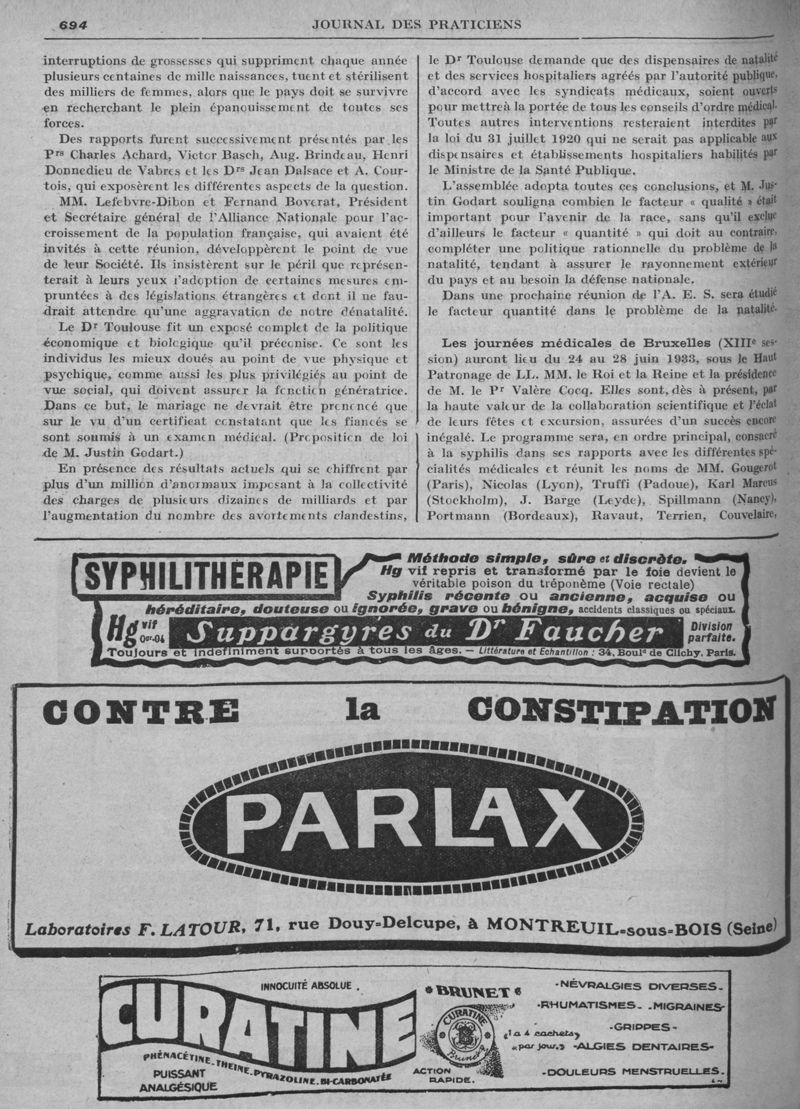 694
JOURNAL DES PRATICIENS
interruptions de grossesses qui suppriment chaque année
plusieurs centaines de mille naissances, tuent et stérilisent
des milliers de femmes, alors que le pays doit se survivre
en recherchant le plein épanouissement de toutes ses
forces.
Des rapports furent successivement présentés par les
Prs Charles Achard, Victor Basch, Aug. Brindeau, Henri
Donnedieu de Vabres et les Drs Jean Dalsace et A. Cour-
tois, qui exposèrent les différentes aspects de la question.
MM. Lefebvre-Dibon et Fernand Boverat, Président
et Secrétaire général de l'Alliance Nationale pour l'ac-
croissement de la population française, qui avaient été
invités à cette réunion, développèrent le point de vue
de leur Société. Ils insistèrent sur le péril que représen-
terait à leurs yeux l'adoption de certaines mesures em-
pruntées à des législations étrangères et dont il ne fau-
drait attendre qu'une aggravation de notre dénatalité.
Le Dr Toulouse fit un exposé complet de la politique
économique et biologique qu'il préconise. Ce sont les
individus les mieux doués au point de vue physique et
psychique, comme aussi les plus privilégiés au point de
vue social, qui doivent assurer la fonction génératrice.
Dans ce but, le mariage ne devrait être prononcé que
sur le vu d'un certificat constatant que les fiancés se
sont soumis à un examen médical. (Proposition de loi
de M. Justin Godart.)
En présence des résultats actuels qui se chiffrent par
plus d'un million d'anormaux imposant à la collectivité
des charges de plusieurs dizaines de milliards et par
l'augmentation du nombre des avortements clandestins,
le Dr Toulouse demande que des dispensaires de natalité
et des services hospitaliers agréés par l'autorité publique,
d'accord avec les syndicats médicaux, soient ouverts
pour mettre à la portée de tous les conseils d'ordre médical.
Toutes autres interventions resteraient interdites par
la loi du 31 juillet 1920 qui ne serait pas applicable aux
dispensaires et établissements hospitaliers habilités par
le Ministre de la Santé Publique.
L'assemblée adopta toutes ces conclusions, et M. Jus-
tin Godart souligna combien le facteur « qualité » était
important pour l'avenir de la race, sans qu'il exclue
d'ailleurs le facteur « quantité » qui doit au contraire,
compléter une politique rationnelle du problème de la
natalité, tendant à assurer le rayonnement extérieur
du pays et au besoin la défense nationale.
Dans une prochaine réunion de l'A. E. S. sera étudié
le facteur quantité dans le problème de la natalité.
Les journées médicales de Bruxelles (XIIIe ses-
sion) auront lieu du 24 au 28 juin 1933, sous le Haut
Patronage de LL. MM. le Roi et la Reine et la présidence
de M. le Pr Valère Cocq. Elles sont, dès à présent, par
la haute valeur de la collaboration scientifique et l'éclat
de leurs fêtes et excursion, assurées d'un succès encore
inégalé. Le programme sera, en ordre principal, consacré
à la syphilis dans ses rapports avec les différentes spé-
cialités médicales et réunit les noms de MM. Gougerot
(Paris), Nicolas (Lyon), Truffi (Padoue), Karl Marcus
(Stockholm), J. Barge (Leyde), Spillmann (Nancy),
Portmann (Bordeaux), Ravaut, Terrien, Couvelaire,
SYPHILITHÉRAPIE
Méthode simple, sûre et discrète.
Hg vif repris et transformé par le foie devient le
véritable poison du tréponème (Voie rectale)
Syphilis récente ou ancienne, acquise ou
héréditaire, douteuse ou ignorée, grave ou bénigne, accidents classiques ou spéciaux.
Hg vif 0gr.04
Suppargyres du Dr Faucher
Division parfaite.
Toujours et indéfiniment supportés à tous les âges. — Littérature et Echantillon : 34, Bould de Clichy, Paris.
CONTRE la CONSTIPATION
PARLAX
Laboratoires F. LATOUR, 71, rue Douy-Delcupe, à MONTREUIL-sous-BOIS (Seine)
INNOCUITÉ ABSOLUE.
CURATINE
PHÉNACÉTINE-THÉINE-PYRAZOLINE-BI-CARBONATÉE
PUISSANT
ANALGÉSIQUE
"BRUNET"
CURATINE
B
Brunet
ACTION
RAPIDE.
«1 a 4 cachets»
«par jour.»
-NÉVRALGIES DIVERSES-
-RHUMATISMES- -MIGRAINES-
-GRIPPES-
-ALGIES DENTAIRES-
-DOULEURS MENSTRUELLES-